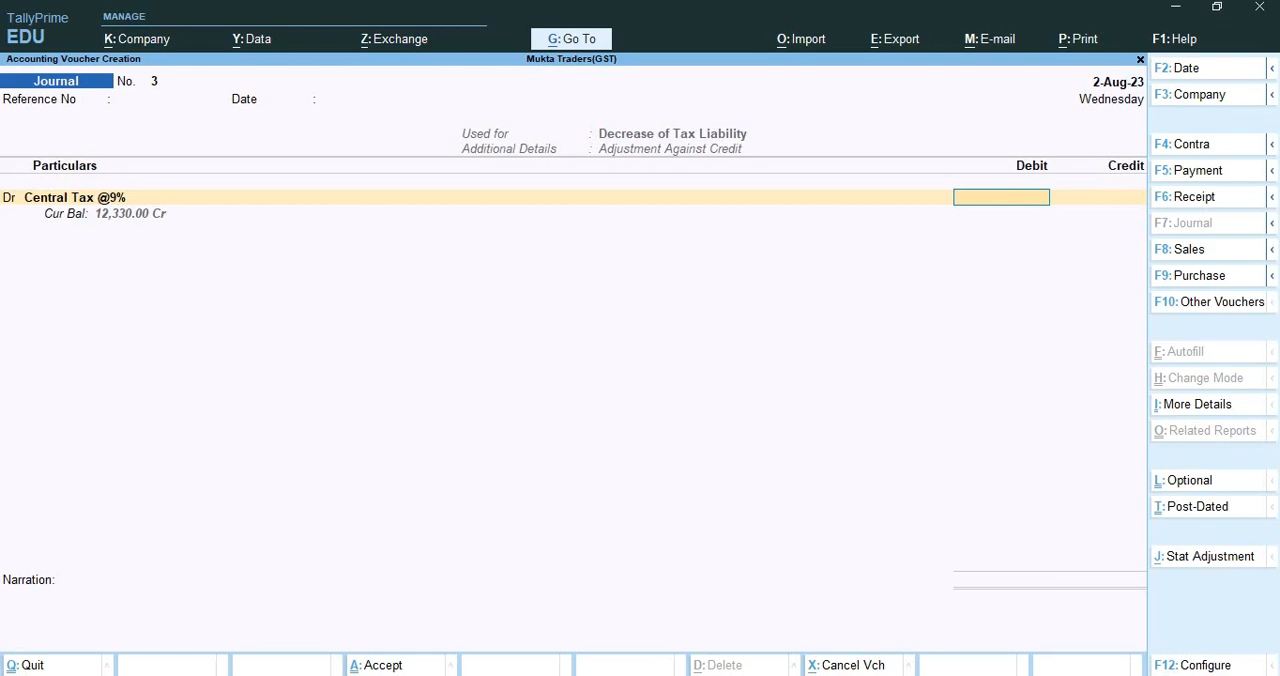 TallyPrime
EDU
MANAGE
K:Company
Y:Data
Z:Exchange
G:Go To
O:Import
E:Export
M:E-mail
P:Print
F1:Help
Accounting Voucher Creation
Mukta Traders(GST)
Journal No. 3
2-Aug-23
Reference No : Date :
Wednesday
Used for : Decrease of Tax Liability
Additional Details : Adjustment Against Credit
Particulars Debit Credit
Dr Central Tax @9%
Cur Bal: 12,330.00 Cr
Narration:
F2:Date
F3:Company
F4:Contra
F5:Payment
F6:Receipt
F7:Journal
F8:Sales
F9:Purchase
F10:Other Vouchers
F:Autofill
H:Change Mode
I:More Details
O:Related Reports
L:Optional
T:Post-Dated
J:Stat Adjustment
Q:Quit
A:Accept
D:Delete
X:Cancel Vch
F12:Configure